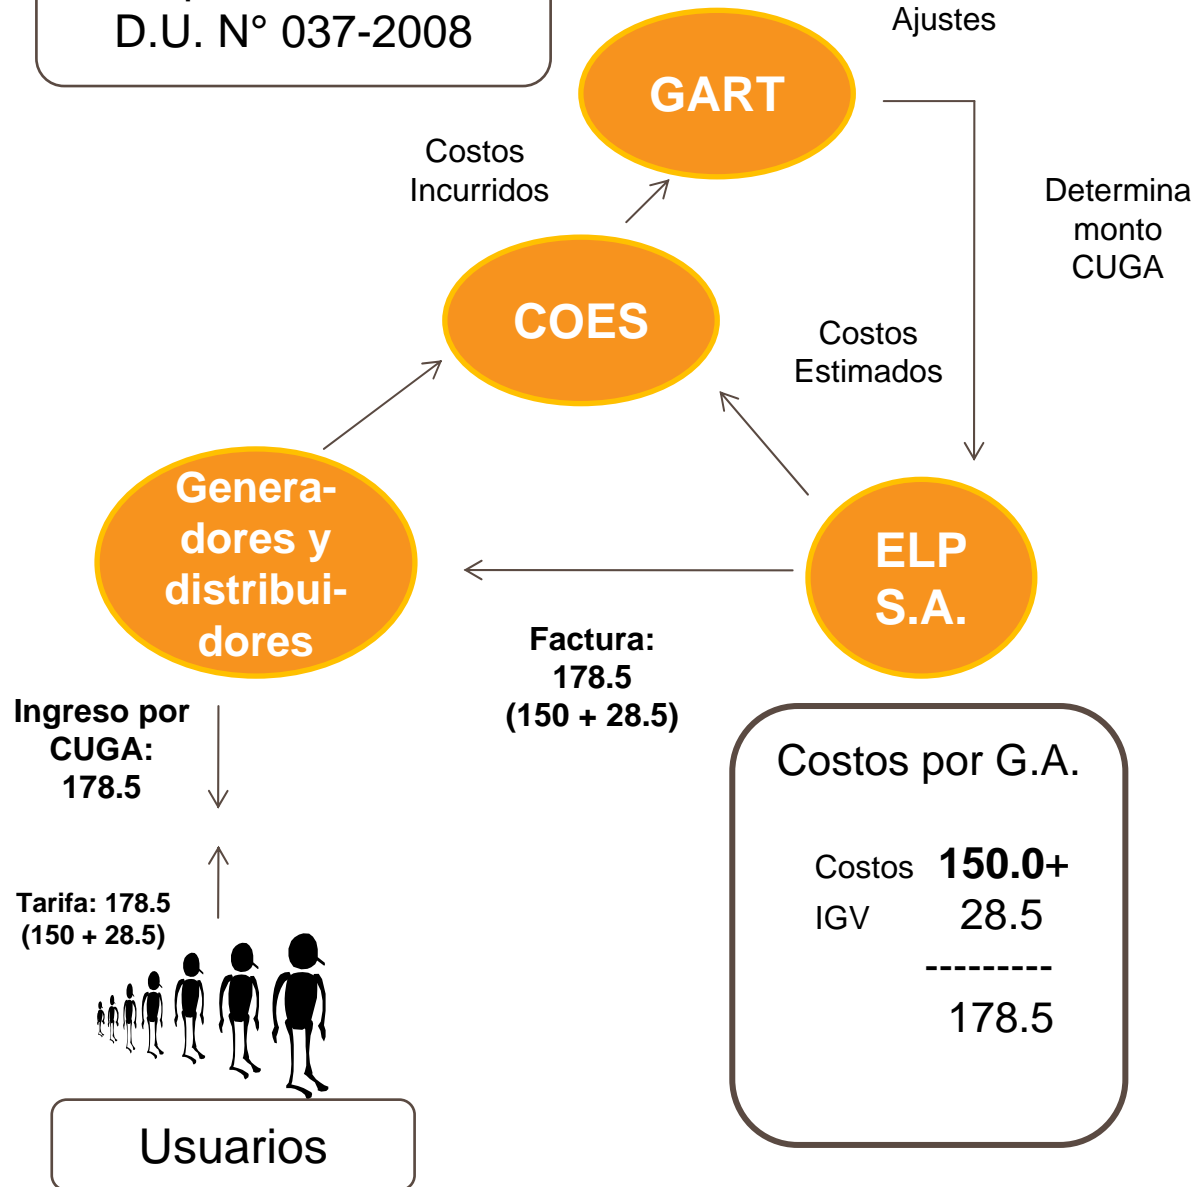 D.U. N° 037-2008
Ajustes
GART
Costos
Incurridos
Determina
monto
CUGA
COES
Costos
Estimados
Genera-
dores y
distribui-
dores
ELP
S.A.
Factura:
178.5
(150 + 28.5)
Ingreso por
CUGA:
178.5
Tarifa: 178.5
(150 + 28.5)
Usuarios
Costos por G.A.
Costos 150.0+
IGV 28.5
---------
178.5